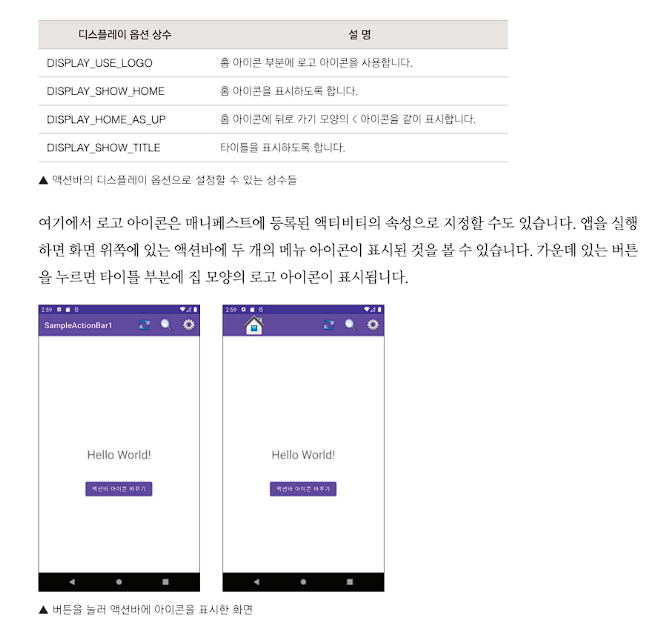 디스플레이 옵션 상수 설 명
DISPLAY_USE_LOGO 홈 아이콘 부분에 로고 아이콘을 사용합니다.
DISPLAY_SHOW_HOME 홈 아이콘을 표시하도록 합니다.
DISPLAY_HOME_AS_UP 홈 아이콘에 뒤로 가기 모양의 < 아이콘을 같이 표시합니다.
DISPLAY_SHOW_TITLE 타이틀을 표시하도록 합니다.
▲ 액션바의 디스플레이 옵션으로 설정할 수 있는 상수들
여기에서 로고 아이콘은 매니페스트에 등록된 액티비티의 속성으로 지정할 수도 있습니다. 앱을 실행
하면 화면 위쪽에 있는 액션바에 두 개의 메뉴 아이콘이 표시된 것을 볼 수 있습니다. 가운데 있는 버튼
을 누르면 타이틀 부분에 집 모양의 로고 아이콘이 표시됩니다.
2:59
SampleActionBar1
Hello World!
액션바 아이콘 바꾸기
2:59
Hello World!
액션바 아이콘 바꾸기
▲ 버튼을 눌러 액션바에 아이콘을 표시한 화면